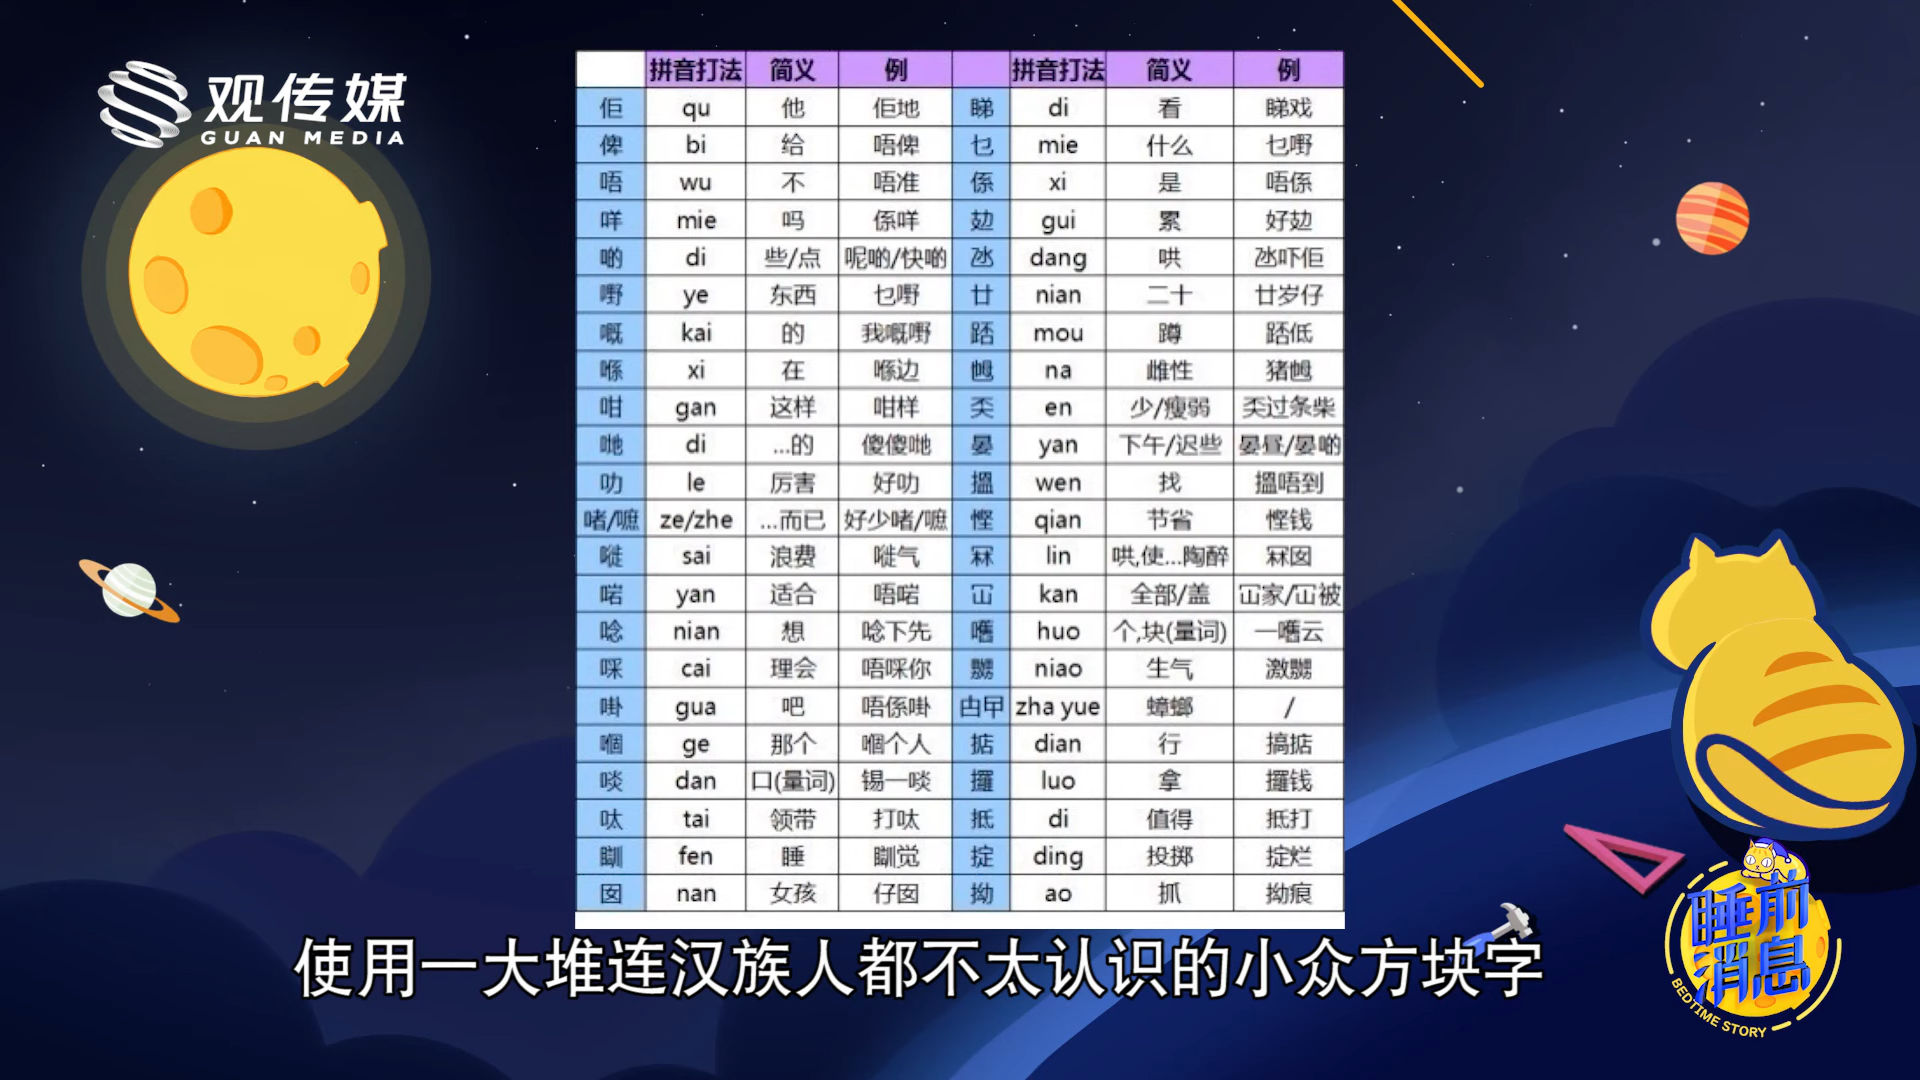 观传媒
GUAN MEDIA
拼音打法 简义 例 拼音打法 简义 例
佢 qu 他 佢地 睇 di 看 睇戏
俾 bi 给 唔俾 乜 mie 什么 乜嘢
唔 wu 不 唔准 係 xi 是 唔係
咩 mie 吗 係咩 攰 gui 累 好攰
啲 di 些/点 呢啲/快啲 氹 dang 哄 氹吓佢
嘢 ye 东西 乜嘢 廿 nian 二十 廿岁仔
嘅 kai 的 我嘅嘢 踎 mou 蹲 踎低
喺 xi 在 喺边 乸 na 雌性 猪乸
咁 gan 这样 咁样 奀 en 少/瘦弱 奀过条柴
哋 di ...的 傻傻哋 晏 yan 下午/迟些 晏昼/晏啲
叻 le 厉害 好叻 搵 wen 找 搵唔到
啫/嗻 ze/zhe ...而已 好少啫/嗻 悭 qian 节省 悭钱
嘥 sai 浪费 嘥气 冧 lin 哄,使...陶醉 冧囡
啱 yan 适合 唔啱 冚 kan 全部/盖 冚家/冚被
唸 nian 想 唸下先 嚿 huo 个,块(量词) 一嚿云
啋 cai 理会 唔啋你 嬲 niao 生气 激嬲
啩 gua 吧 唔係啩 甴曱 zha yue 蟑螂 /
嗰 ge 那个 嗰个人 掂 dian 行 搞掂
啖 dan 口(量词) 锡一啖 攞 luo 拿 攞钱
呔 tai 领带 打呔 抵 di 值得 抵打
瞓 fen 睡 瞓觉 掟 ding 投掷 掟烂
囡 nan 女孩 仔囡 拗 ao 抓 拗痕
使用一大堆连汉族人都不太认识的小众方块字
睡前
消息
BEDTIME STORY